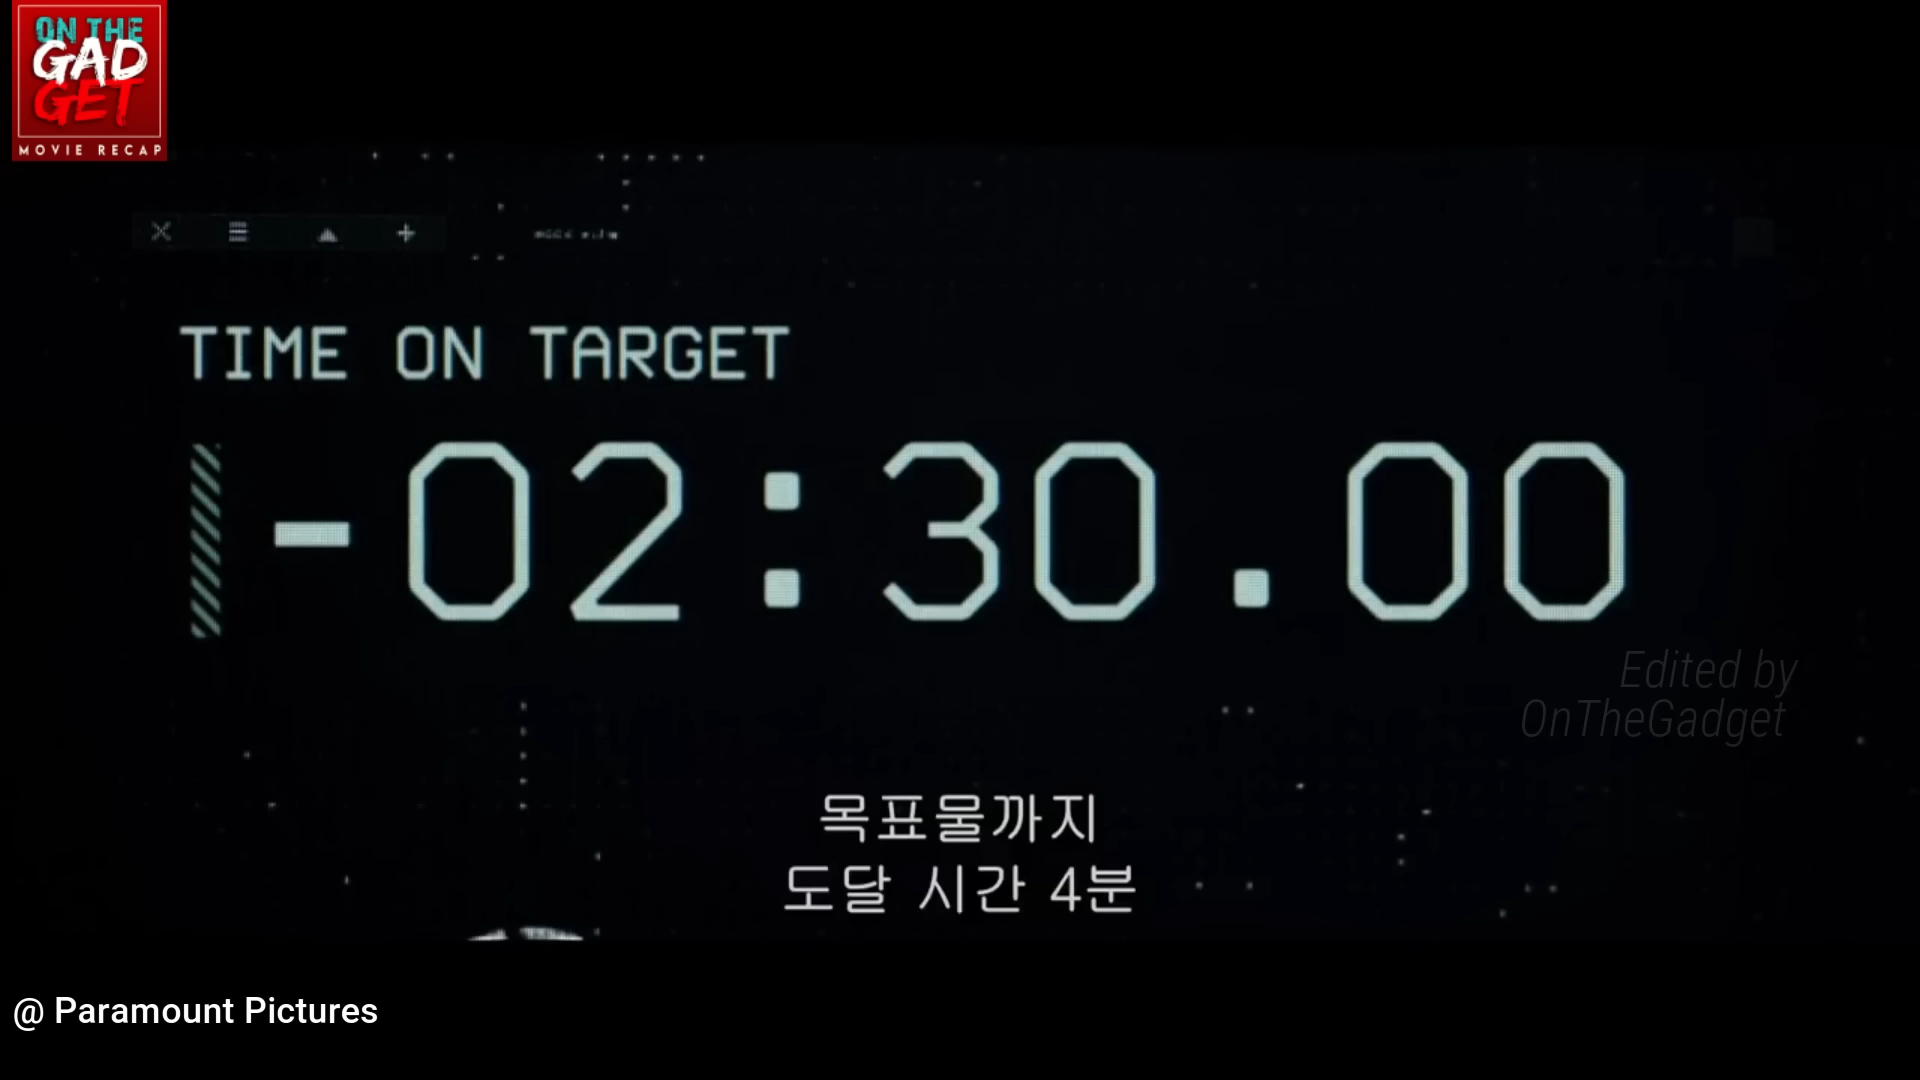 ON THE
GAD
GET
MOVIE RECAP
TIME ON TARGET
-02:30.00
Edited by
OnTheGadget
목표물까지
도달 시간 4분
@ Paramount Pictures